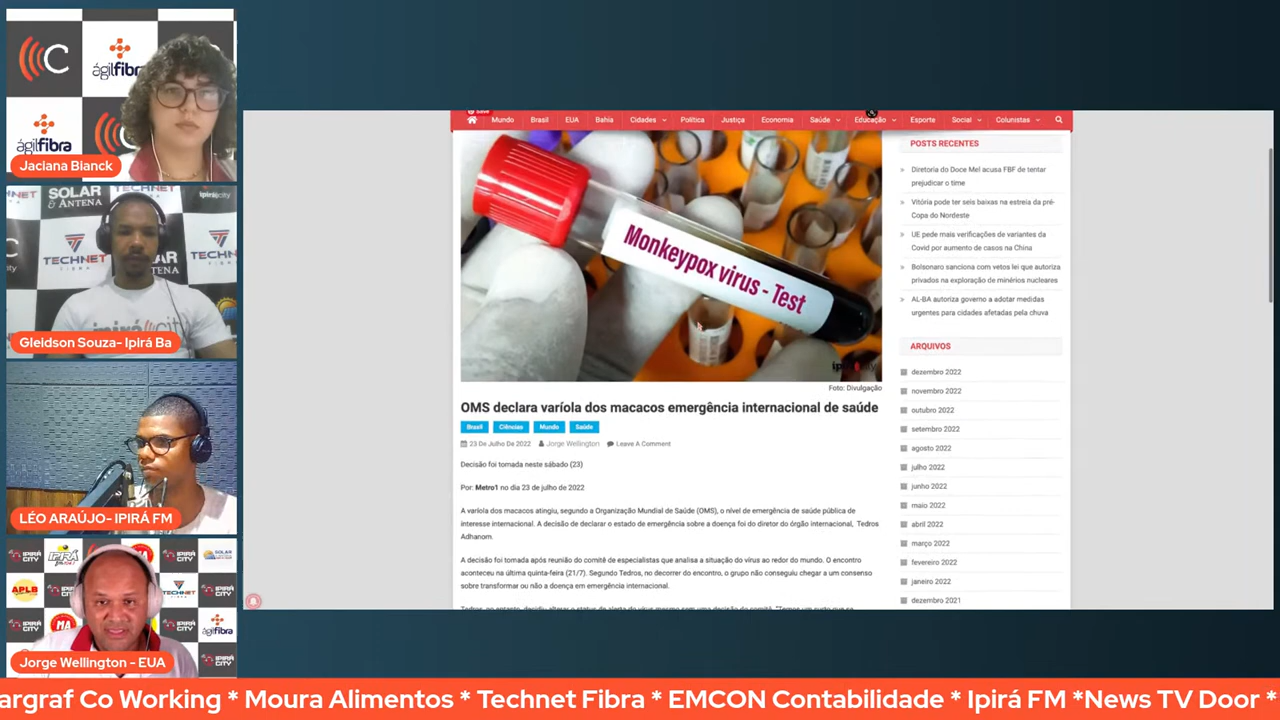 C
ágilfibra
ágilfibra
Jaciana Bianck
SOLAR
& ANTENA
TECHNET
FIBRA
TECHNET
Gleidson Souza- Ipirá Ba
LÉO ARAÚJO- IPIRÁ FM
IPIRÁ CITY
APLB
TECHNET
ágilfibra
Jorge Wellington - EUA
Save
Mundo Brasil EUA Bahia Cidades Política Justiça Economia Saúde Educação Esporte Social Colunistas
Monkeypox virus - Test
Foto: Divulgação
OMS declara varíola dos macacos emergência internacional de saúde
Brasil Ciências Mundo Saúde
23 De Julho De 2022 Jorge Wellington Leave A Comment
Decisão foi tomada neste sábado (23)
Por: Metro1 no dia 23 de julho de 2022
A varíola dos macacos atingiu, segundo a Organização Mundial de Saúde (OMS), o nível de emergência de saúde pública de
interesse internacional. A decisão de declarar o estado de emergência sobre a doença foi do diretor do órgão internacional, Tedros
Adhanom.
A decisão foi tomada após reunião do comitê de especialistas que analisa a situação do vírus ao redor do mundo. O encontro
aconteceu na última quinta-feira (21/7). Segundo Tedros, no decorrer do encontro, o grupo não conseguiu chegar a um consenso
sobre transformar ou não a doença em emergência internacional.
POSTS RECENTES
Diretoria do Doce Mel acusa FBF de tentar
prejudicar o time
Vitória pode ter seis baixas na estreia da pré-
Copa do Nordeste
UE pede mais verificações de variantes da
Covid por aumento de casos na China
Bolsonaro sanciona com vetos lei que autoriza
privados na exploração de minérios nucleares
AL-BA autoriza governo a adotar medidas
urgentes para cidades afetadas pela chuva
ARQUIVOS
dezembro 2022
novembro 2022
outubro 2022
setembro 2022
agosto 2022
julho 2022
junho 2022
maio 2022
abril 2022
março 2022
fevereiro 2022
janeiro 2022
dezembro 2021
argraf Co Working * Moura Alimentos * Technet Fibra * EMCON Contabilidade * Ipirá FM *News TV Door *